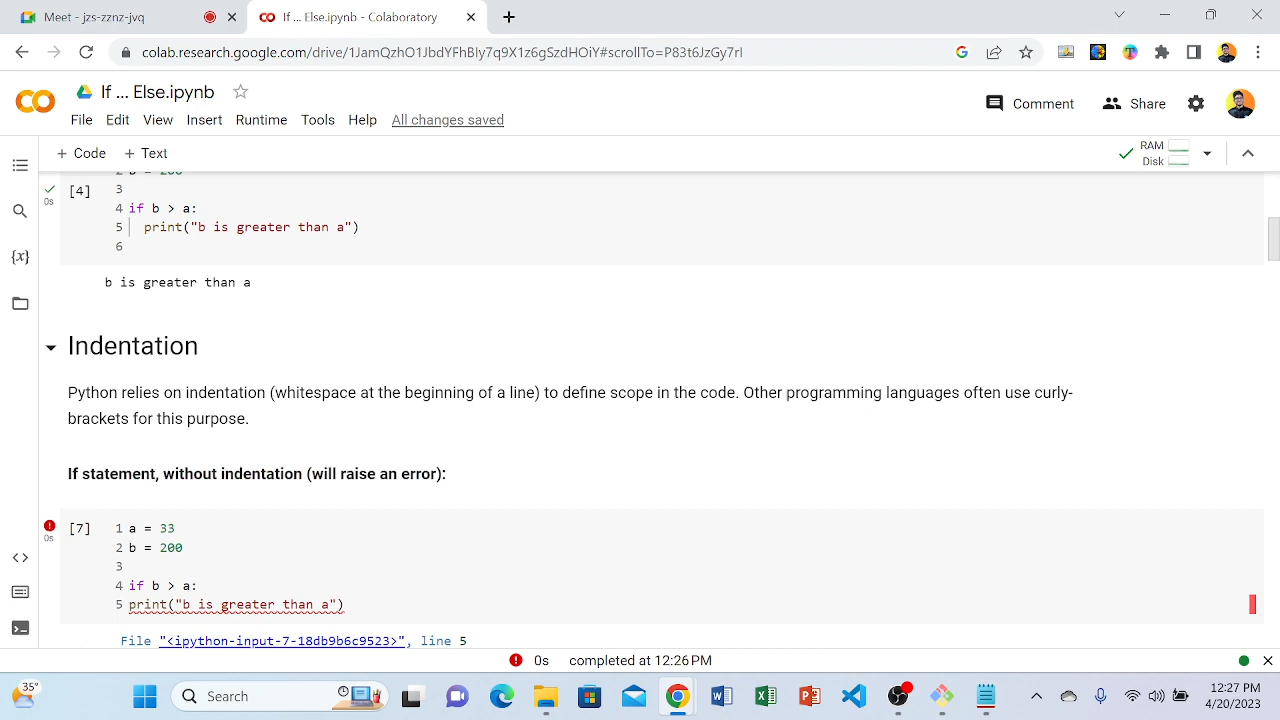 Meet - jzs-zznz-jvq
If ... Else.ipynb - Colaboratory
colab.research.google.com/drive/1JamQzhO1JbdYFhBIy7q9X1z6gSzdHOiY#scrollTo=P83t6JzGy7rI
If ... Else.ipynb
File Edit View Insert Runtime Tools Help All changes saved
Comment Share
+ Code + Text
RAM
Disk
2 b = 200
[4] 3
0s
4 if b > a:
5 print("b is greater than a")
6
b is greater than a
Indentation
Python relies on indentation (whitespace at the beginning of a line) to define scope in the code. Other programming languages often use curly-
brackets for this purpose.
If statement, without indentation (will raise an error):
[7] 1 a = 33
0s
2 b = 200
3
4 if b > a:
5 print("b is greater than a")
File "<ipython-input-7-18db9b6c9523>", line 5
0s completed at 12:26 PM
35°
Search
12:27 PM
4/20/2023